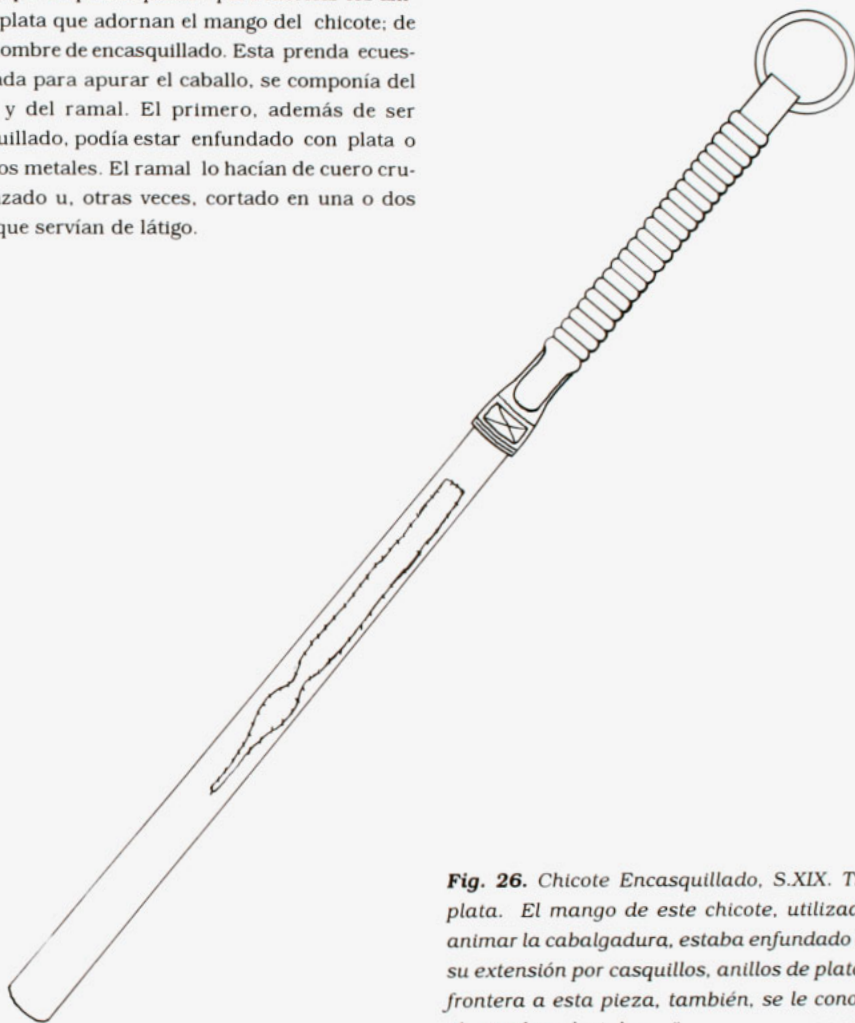 plata que adornan el mango del chicote; de
ombre de encasquillado. Esta prenda ecues-
da para apurar el caballo, se componía del
y del ramal. El primero, además de ser
uillado, podía estar enfundado con plata o
os metales. El ramal lo hacían de cuero cru-
zado u, otras veces, cortado en una o dos
que servían de látigo.
Fig. 26. Chicote Encasquillado, S.XIX. T
plata. El mango de este chicote, utilizad
animar la cabalgadura, estaba enfundado
su extensión por casquillos, anillos de plat
frontera a esta pieza, también, se le cono